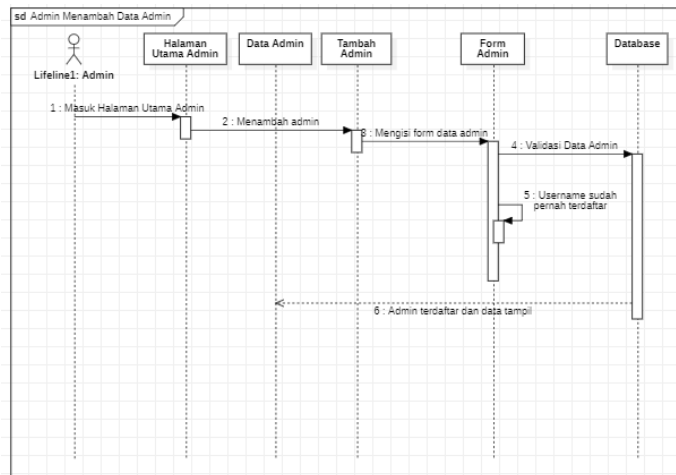 sd Admin Menambah Data Admin
Halaman
Utama Admin
Data Admin
Tambah
Admin
Form
Admin
Database
Lifeline1: Admin
1 : Masuk Halaman Utama Admin
2 : Menambah admin
3 : Mengisi form data admin
4 : Validasi Data Admin
5 : Username sudah
pernah terdaftar
6 : Admin terdaftar dan data tampil